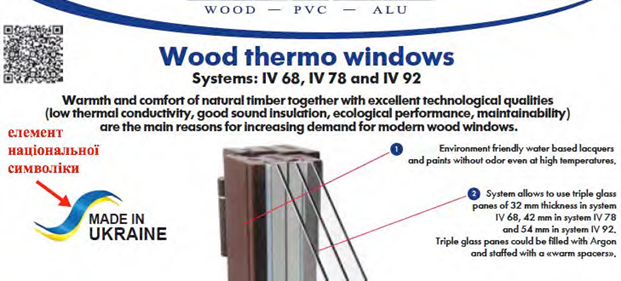 WOOD — PVC — ALU
Wood thermo windows
Systems: IV 68, IV 78 and IV 92
Warmth and comfort of natural timber together with excellent technological qualities
(low thermal conductivity, good sound insulation, ecological performance, maintainability)
are the main reasons for increasing demand for modern wood windows.
елемент
національної
символіки
MADE IN
UKRAINE
1
Environment friendly water based lacquers
and paints without odor even at high temperatures.
2
System allows to use triple glass
panes of 32 mm thickness in system
IV 68, 42 mm in system IV 78
and 54 mm in system IV 92.
Triple glass panes could be filled with Argon
and staffed with a «warm spacers».